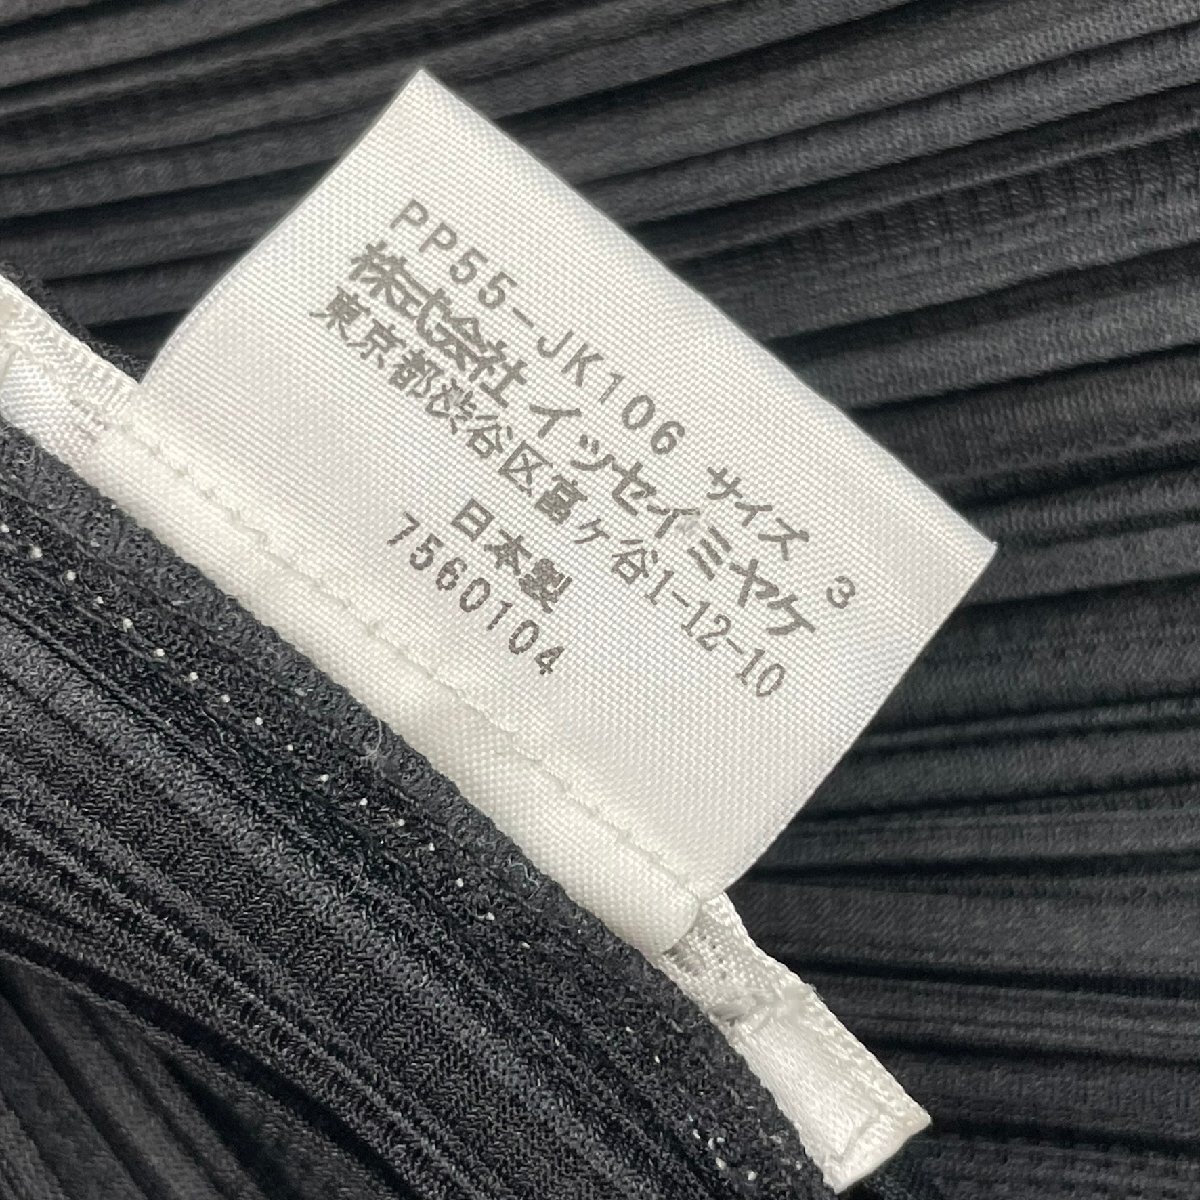 PP55-JK106 サイズ 3
株式会社 イッセイミヤケ
東京都渋谷区富ヶ谷1-12-10
日本製
7560104